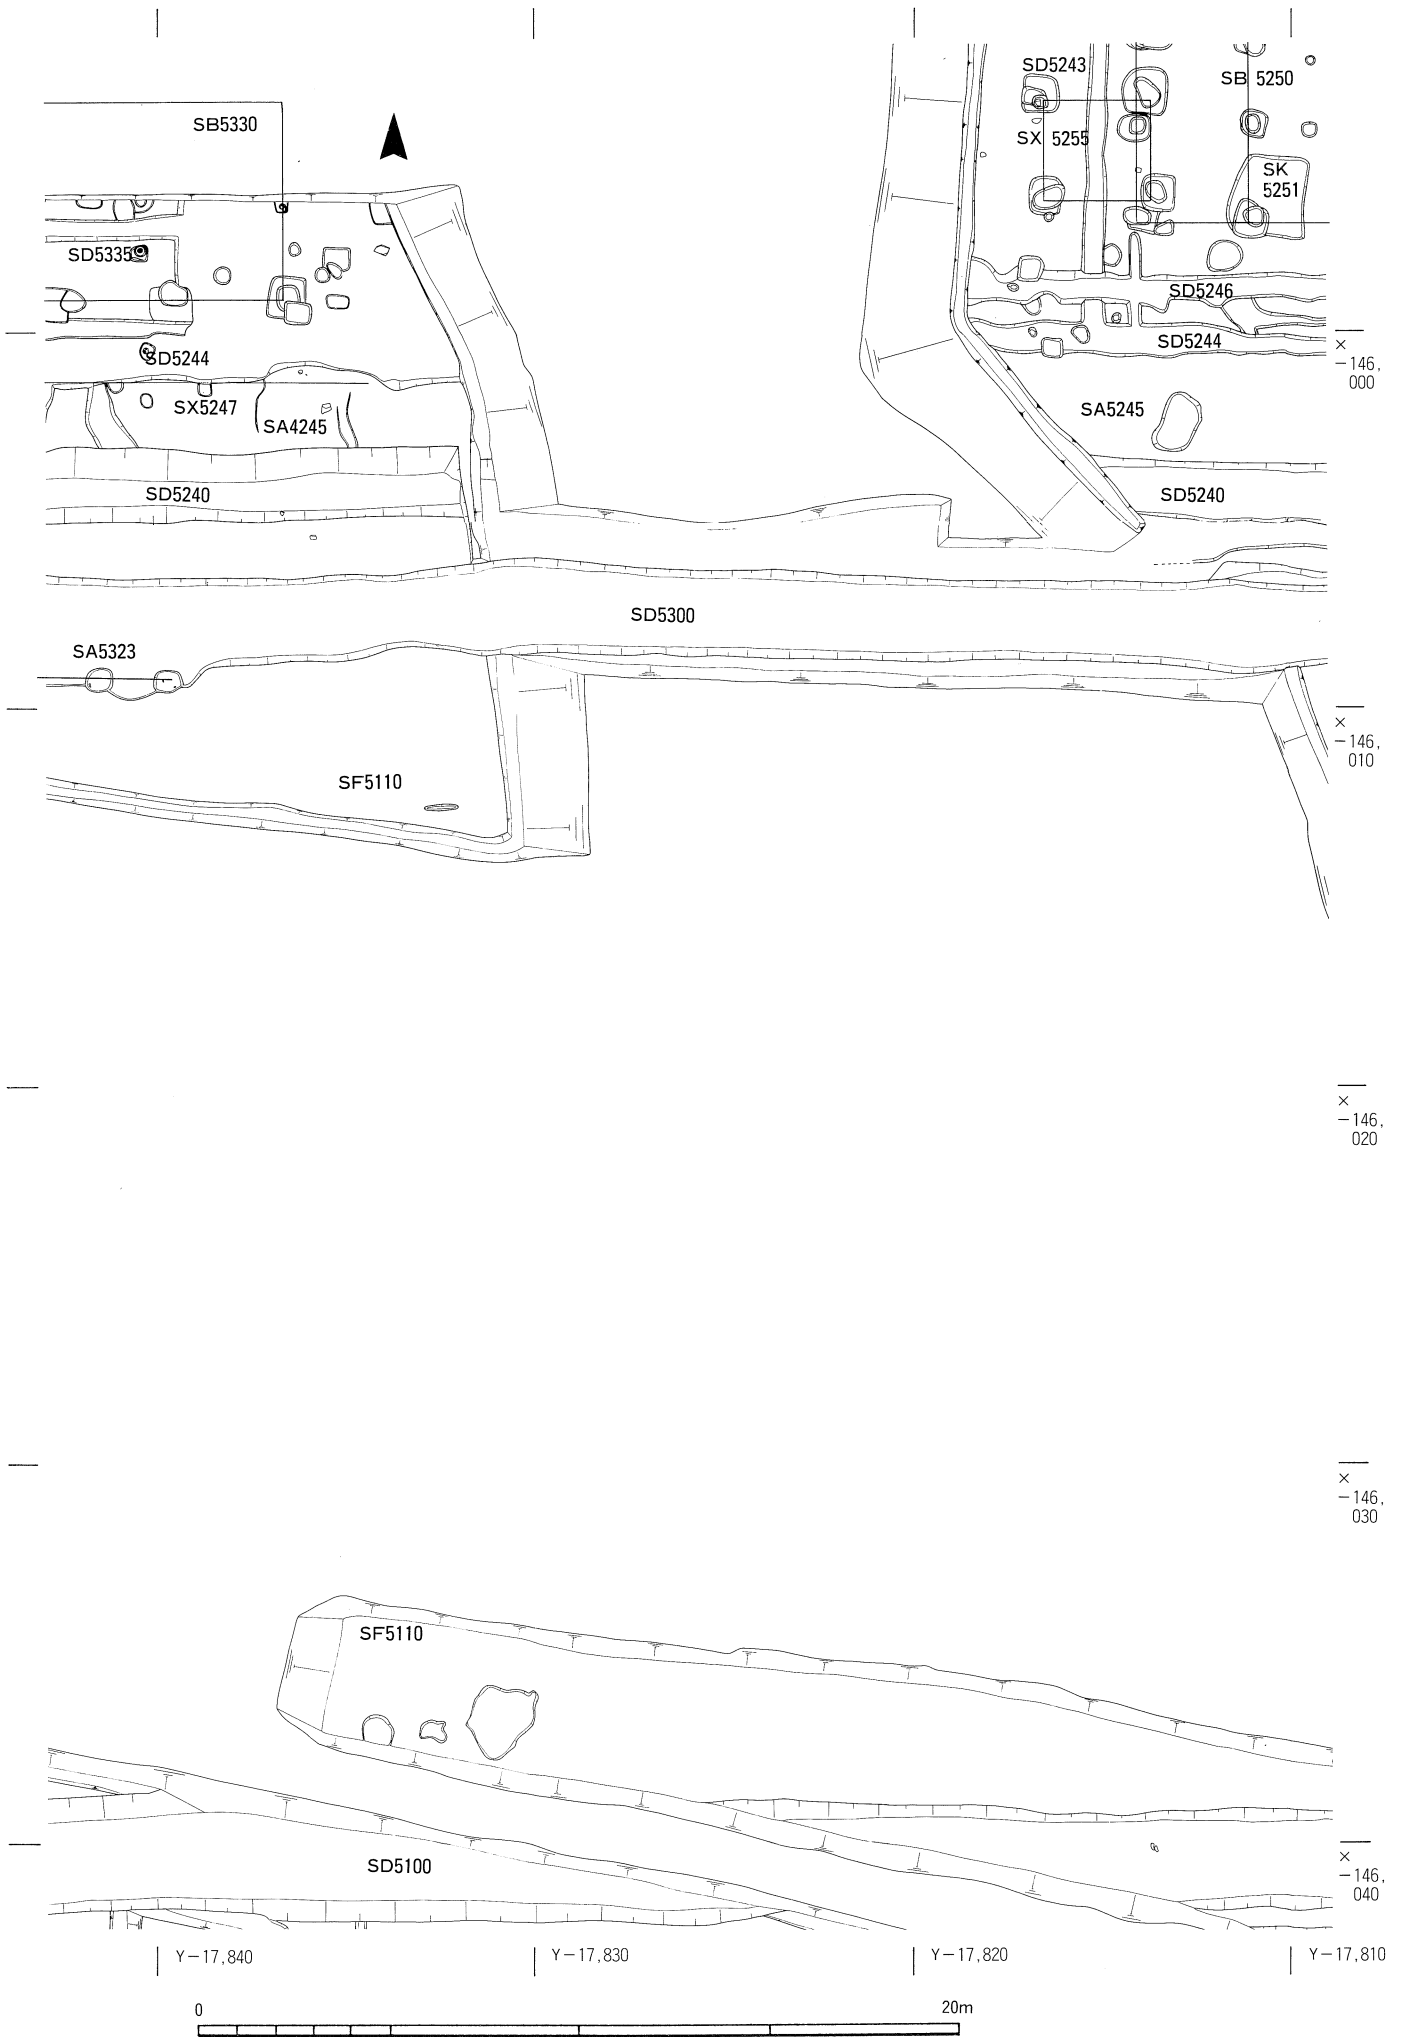 SD5243
SB 5250
SB5330
SX 5255
SK
5251
SD5335
SD5246
SD5244
SD5244
×
−146,
000
SX5247
SA4245
SA5245
SD5240
SD5240
SD5300
SA5323
×
−146,
010
SF5110
×
−146,
020
×
−146,
030
SF5110
SD5100
×
−146,
040
Y−17,840
Y−17,830
Y−17,820
Y−17,810
0
20m